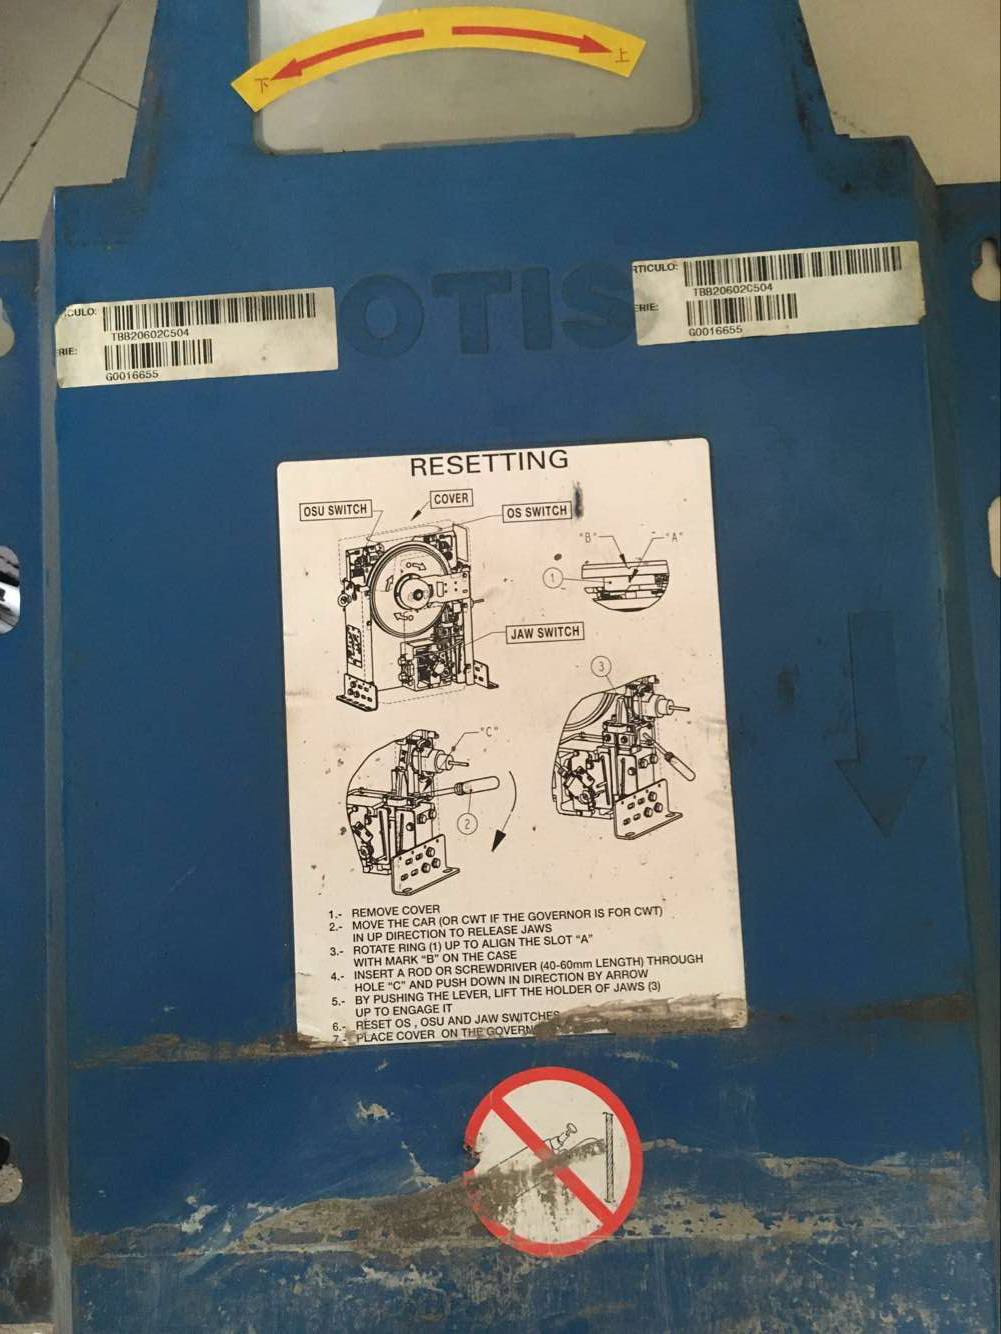 下 上
OTIS
CULO:
TBB20602C504
RIE:
G0016655
RTICULO:
TBB20602C504
ERIE:
G0016655
RESETTING
OSU SWITCH
COVER
OS SWITCH
"B"
"A"
1
JAW SWITCH
3
"C"
2
1.- REMOVE COVER
2.- MOVE THE CAR (OR CWT IF THE GOVERNOR IS FOR CWT)
IN UP DIRECTION TO RELEASE JAWS
3.- ROTATE RING (1) UP TO ALIGN THE SLOT "A"
WITH MARK "B" ON THE CASE
4.- INSERT A ROD OR SCREWDRIVER (40-60mm LENGTH) THROUGH
HOLE "C" AND PUSH DOWN IN DIRECTION BY ARROW
5.- BY PUSHING THE LEVER, LIFT THE HOLDER OF JAWS (3)
UP TO ENGAGE IT
6.- RESET OS , OSU AND JAW SWITCHES
7.- PLACE COVER ON THE GOVERN